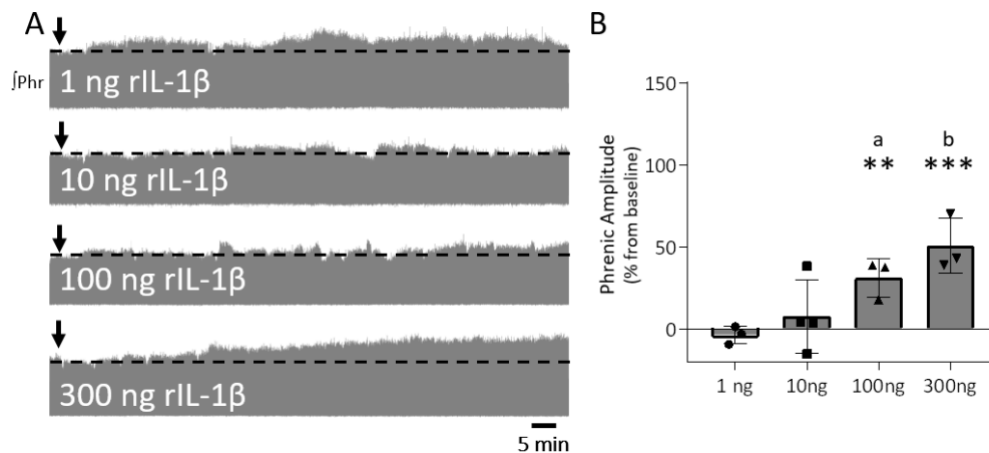 A
∫Phr
1 ng rIL-1β
10 ng rIL-1β
100 ng rIL-1β
300 ng rIL-1β
5 min
B
Phrenic Amplitude
(% from baseline)
150
100
50
0
a
**
b
***
1 ng
10ng
100ng
300ng